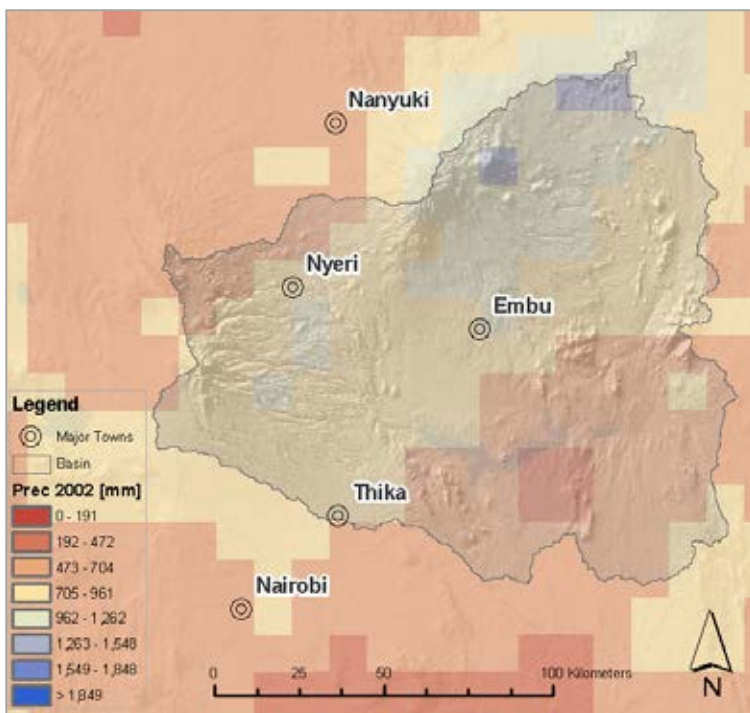 Nanyuki
Nyeri
Embu
Thika
Nairobi
Legend
Major Towns
Basin
Prec 2002 [mm]
0 - 191
192 - 472
473 - 704
705 - 961
962 - 1,262
1,263 - 1,548
1,549 - 1,848
> 1,849
0 25 50 100 Kilometers
N